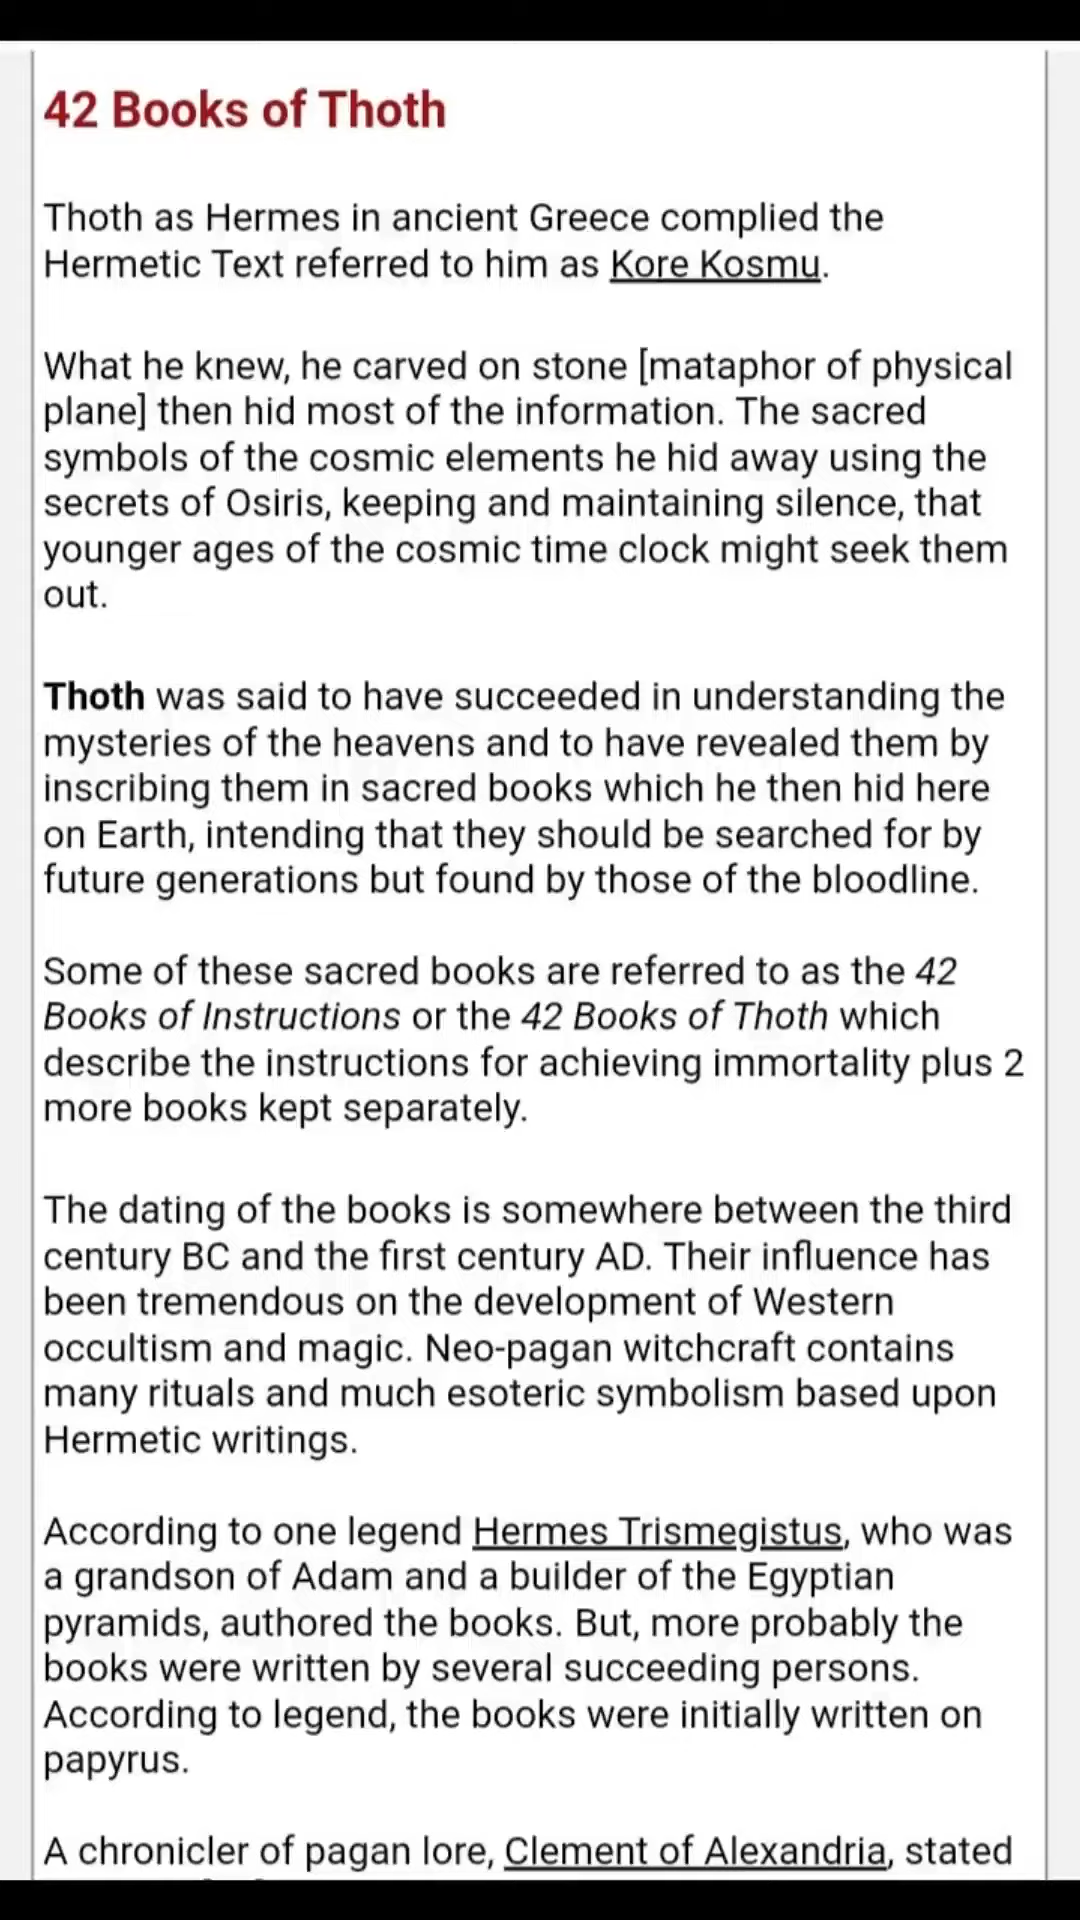 42 Books of Thoth
Thoth as Hermes in ancient Greece complied the
Hermetic Text referred to him as Kore Kosmu.
What he knew, he carved on stone [mataphor of physical
plane] then hid most of the information. The sacred
symbols of the cosmic elements he hid away using the
secrets of Osiris, keeping and maintaining silence, that
younger ages of the cosmic time clock might seek them
out.
Thoth was said to have succeeded in understanding the
mysteries of the heavens and to have revealed them by
inscribing them in sacred books which he then hid here
on Earth, intending that they should be searched for by
future generations but found by those of the bloodline.
Some of these sacred books are referred to as the 42
Books of Instructions or the 42 Books of Thoth which
describe the instructions for achieving immortality plus 2
more books kept separately.
The dating of the books is somewhere between the third
century BC and the first century AD. Their influence has
been tremendous on the development of Western
occultism and magic. Neo-pagan witchcraft contains
many rituals and much esoteric symbolism based upon
Hermetic writings.
According to one legend Hermes Trismegistus, who was
a grandson of Adam and a builder of the Egyptian
pyramids, authored the books. But, more probably the
books were written by several succeeding persons.
According to legend, the books were initially written on
papyrus.
A chronicler of pagan lore, Clement of Alexandria, stated